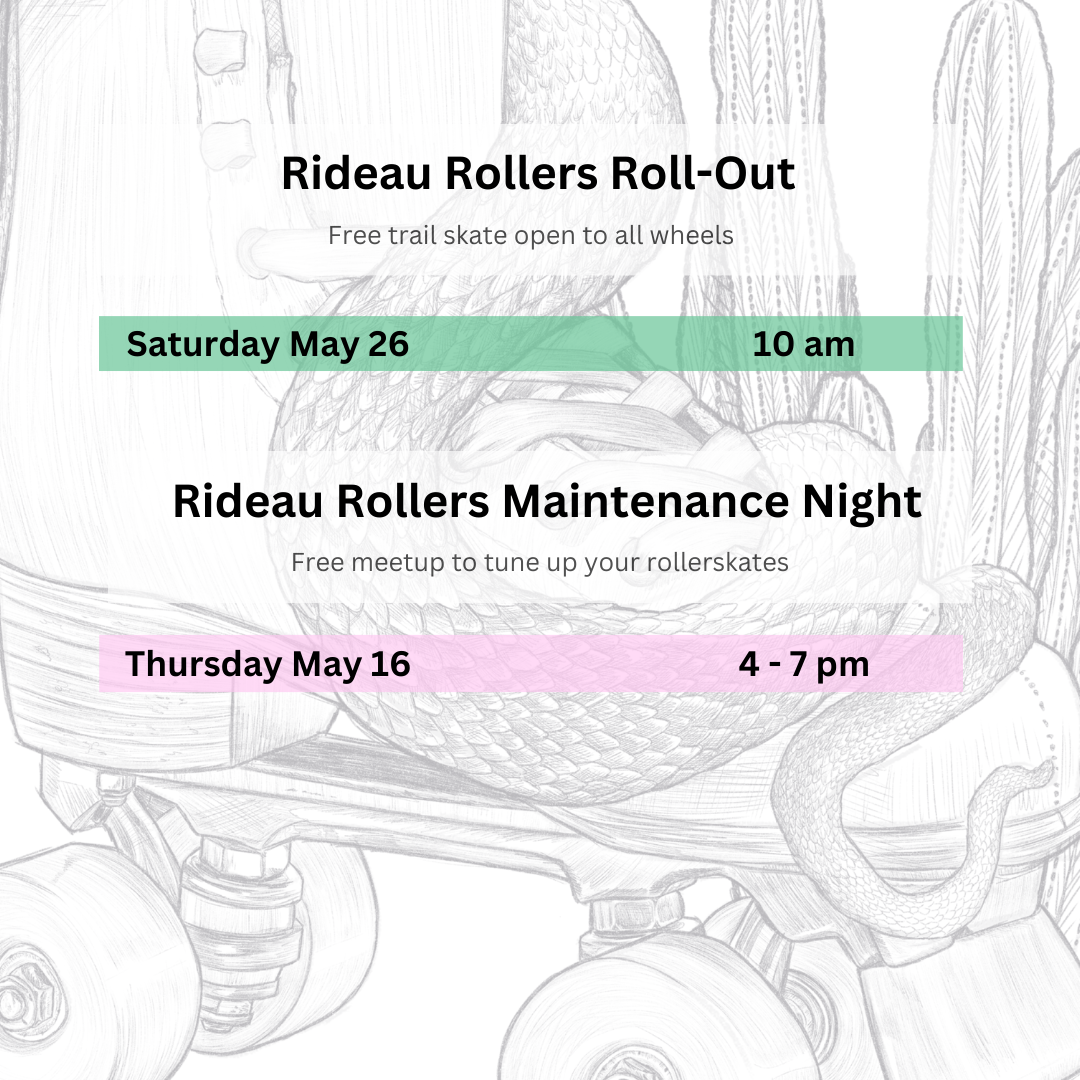 Rideau Rollers Roll-Out
Free trail skate open to all wheels
Saturday May 26 10 am
Rideau Rollers Maintenance Night
Free meetup to tune up your rollerskates
Thursday May 16 4 - 7 pm